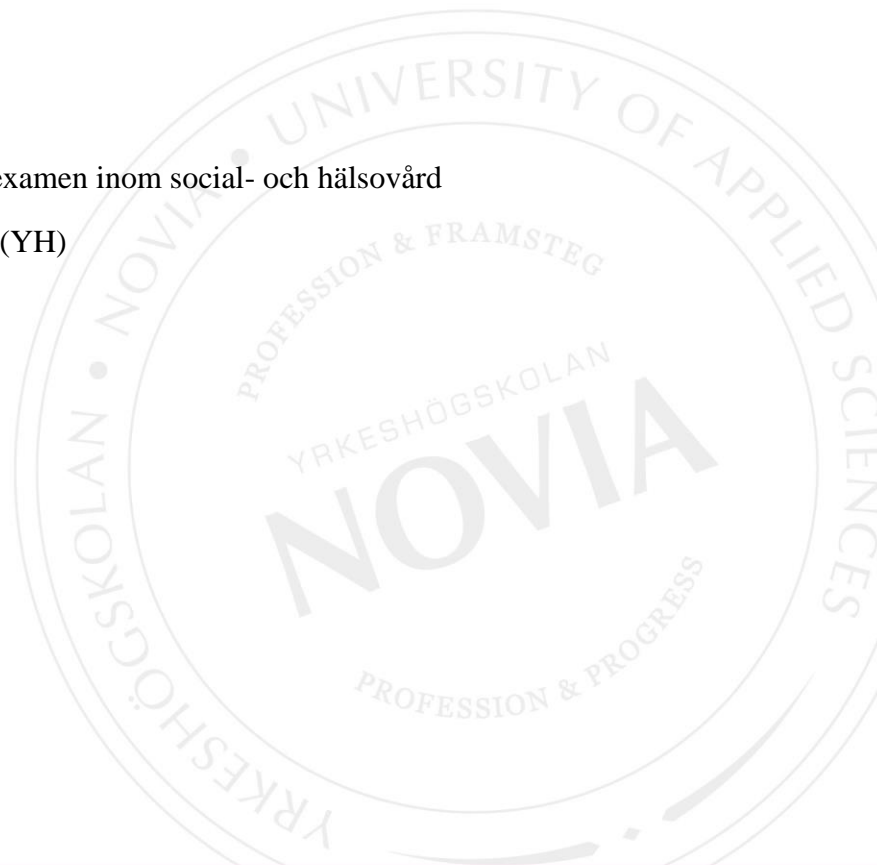 examen inom social- och hälsovård
(YH)
YRKESHÖGSKOLAN • NOVIA • UNIVERSITY OF APPLIED SCIENCES
PROFESSION & FRAMSTEG
YRKESHÖGSKOLAN
NOVIA
PROFESSION & PROGRESS